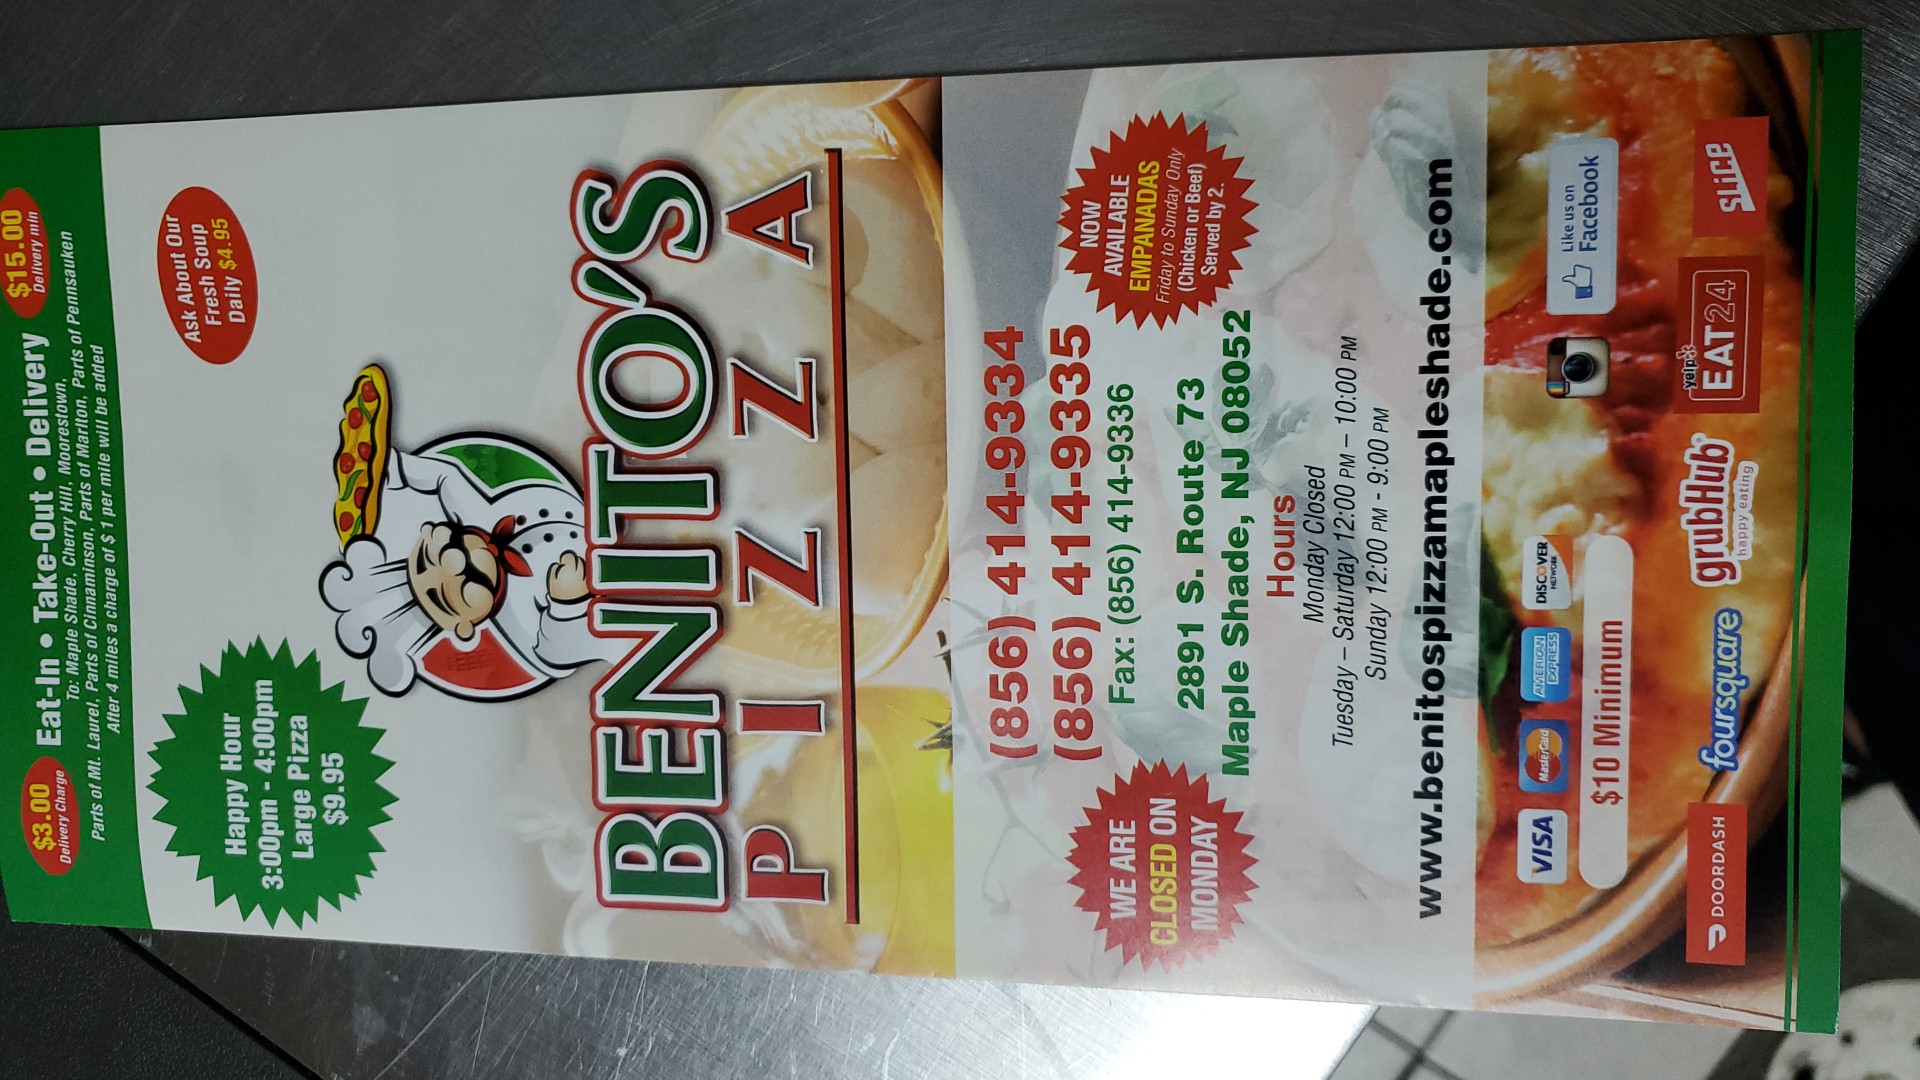 $3.00
Delivery Charge
Eat-In • Take-Out • Delivery
$15.00
Delivery min
To: Maple Shade, Cherry Hill, Moorestown,
Parts of Mt. Laurel, Parts of Cinnaminson, Parts of Marlton, Parts of Pennsauken
After 4 miles a charge of $ 1 per mile will be added
Happy Hour
3:00pm - 4:00pm
Large Pizza
$9.95
Ask About Our
Fresh Soup
Daily $4.95
BENITO'S
PIZZA
(856) 414-9334
(856) 414-9335
Fax: (856) 414-9336
WE ARE
CLOSED ON
MONDAY
NOW
AVAILABLE
EMPANADAS
Friday to Sunday Only
(Chicken or Beef)
Served by 2.
2891 S. Route 73
Maple Shade, NJ 08052
Hours
Monday Closed
Tuesday – Saturday 12:00 PM – 10:00 PM
Sunday 12:00 PM - 9:00 PM
www.benitospizzamapleshade.com
VISA
MasterCard
AMERICAN
EXPRESS
DISCOVER
NETWORK
Like us on
Facebook
$10 Minimum
DOORDASH
foursquare
grubHub
happy eating
yelp
EAT24
SLiCE